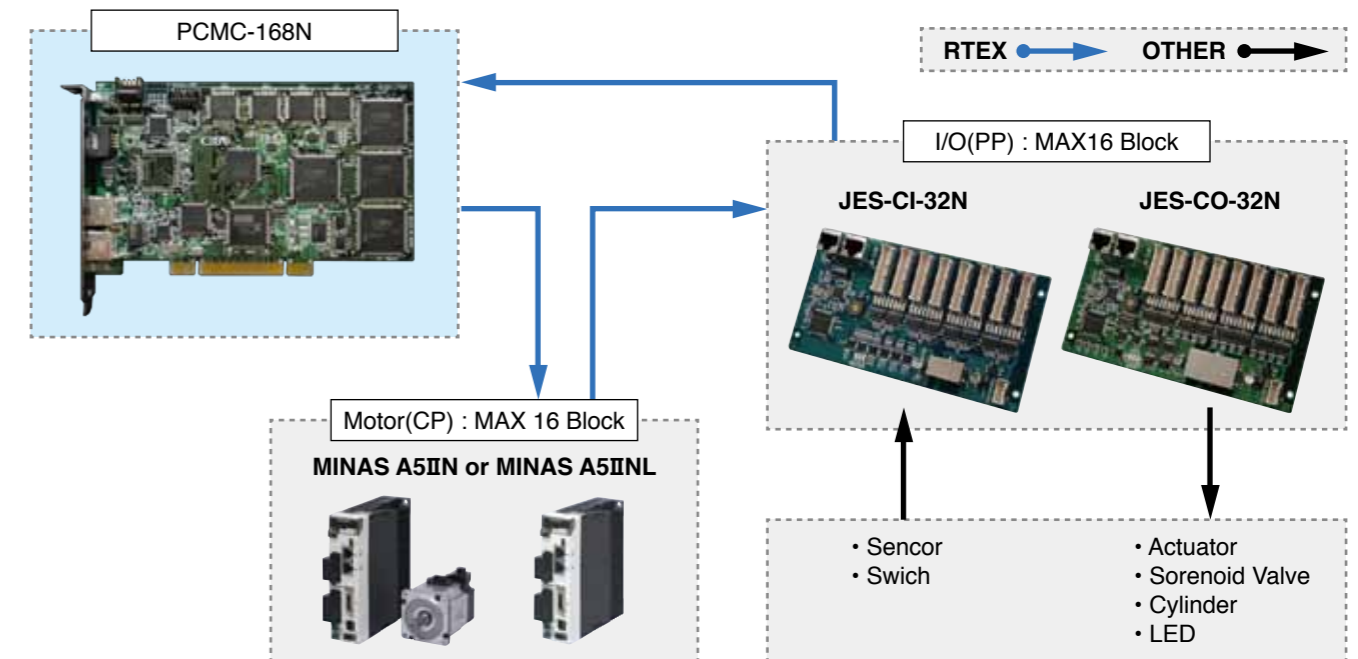 PCMC-168N
RTEX
OTHER
I/O(PP) : MAX16 Block
JES-CI-32N
JES-CO-32N
Motor(CP) : MAX 16 Block
MINAS A5ⅡN or MINAS A5ⅡNL
・Sencor
・Swich
・Actuator
・Sorenoid Valve
・Cylinder
・LED